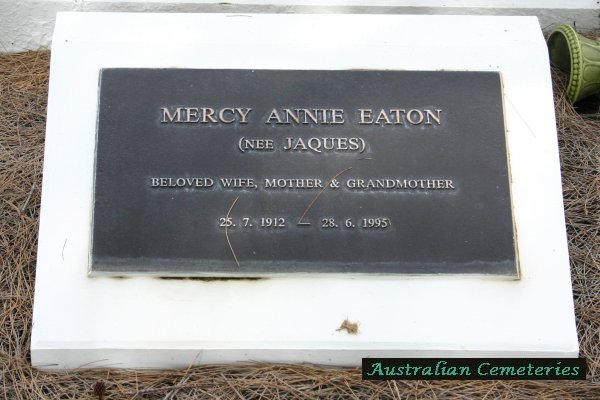 MERCY ANNIE EATON
(NEE JAQUES)
BELOVED WIFE, MOTHER & GRANDMOTHER
25. 7. 1912 — 28. 6. 1995
Australian Cemeteries